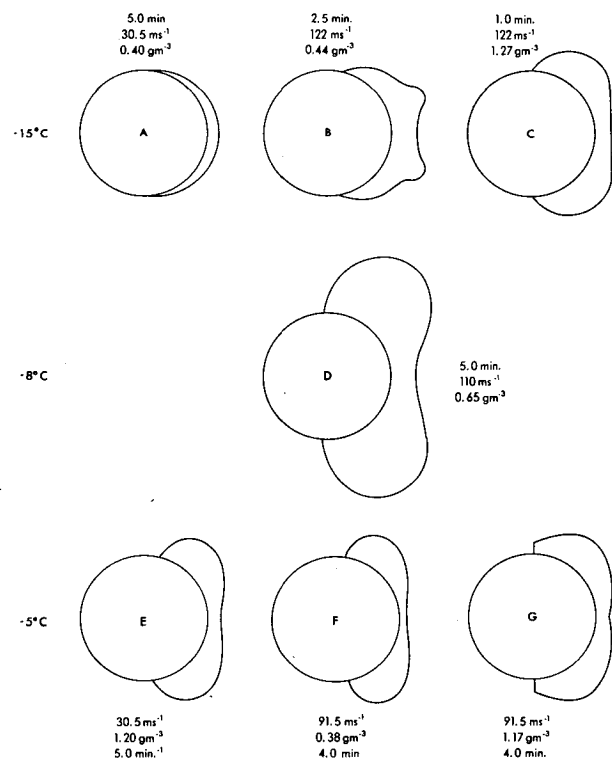 5.0 min
30.5 ms⁻¹
0.40 gm⁻³
2.5 min.
122 ms⁻¹
0.44 gm⁻³
1.0 min.
122 ms⁻¹
1.27 gm⁻³
-15°C
A
B
C
-8°C
D
5.0 min.
110 ms⁻¹
0.65 gm⁻³
-5°C
E
F
G
30.5 ms⁻¹
1.20 gm⁻³
5.0 min.⁻¹
91.5 ms⁻¹
0.38 gm⁻³
4.0 min
91.5 ms⁻¹
1.17 gm⁻³
4.0 min.